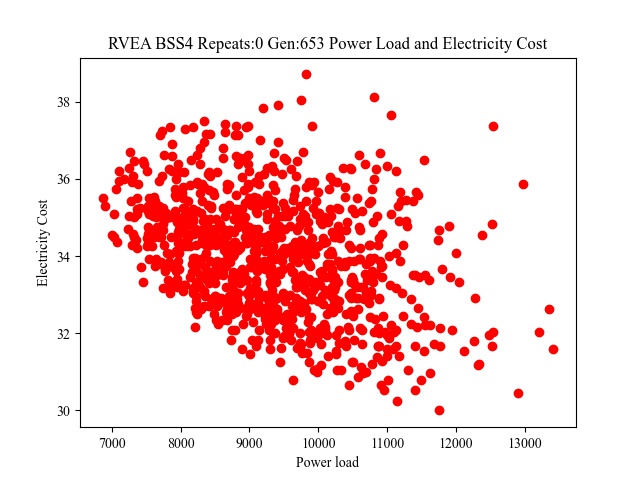 RVEA BSS4 Repeats:0 Gen:653 Power Load and Electricity Cost
38
36
34
32
30
Electricity Cost
7000 8000 9000 10000 11000 12000 13000
Power load